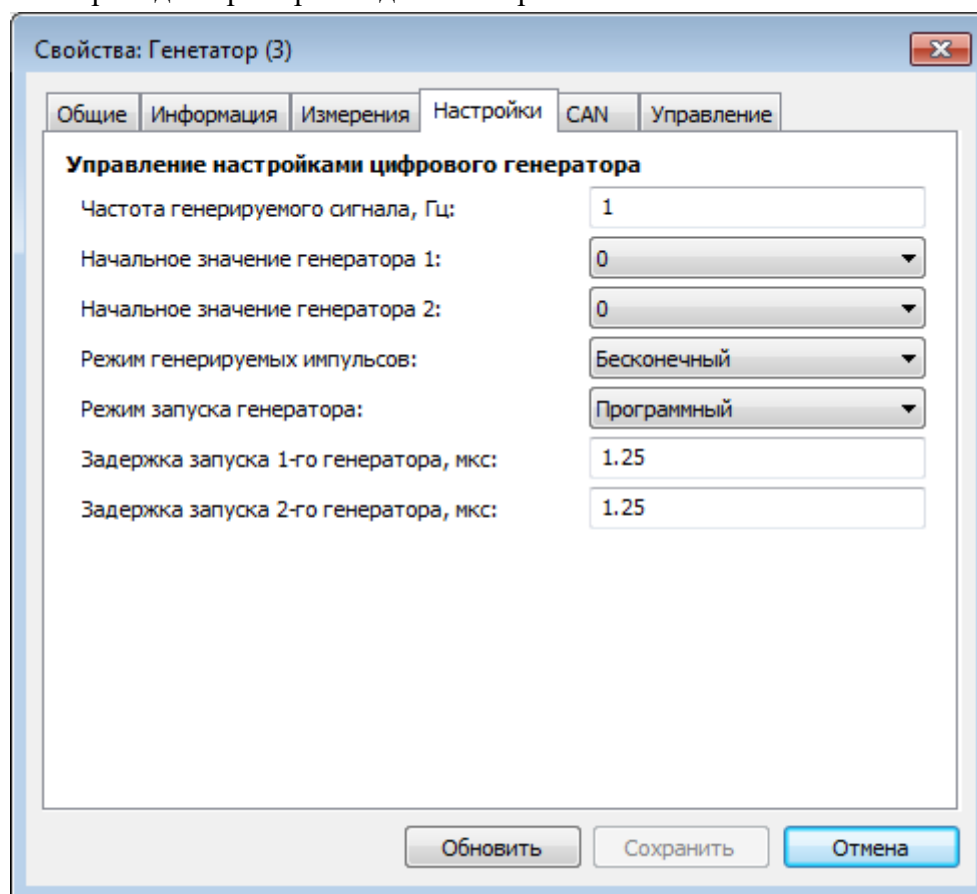 Свойства: Генетатор (3)
Общие Информация Измерения Настройки CAN Управление
Управление настройками цифрового генератора
Частота генерируемого сигнала, Гц: 1
Начальное значение генератора 1: 0
Начальное значение генератора 2: 0
Режим генерируемых импульсов: Бесконечный
Режим запуска генератора: Программный
Задержка запуска 1-го генератора, мкс: 1.25
Задержка запуска 2-го генератора, мкс: 1.25
Обновить Сохранить Отмена